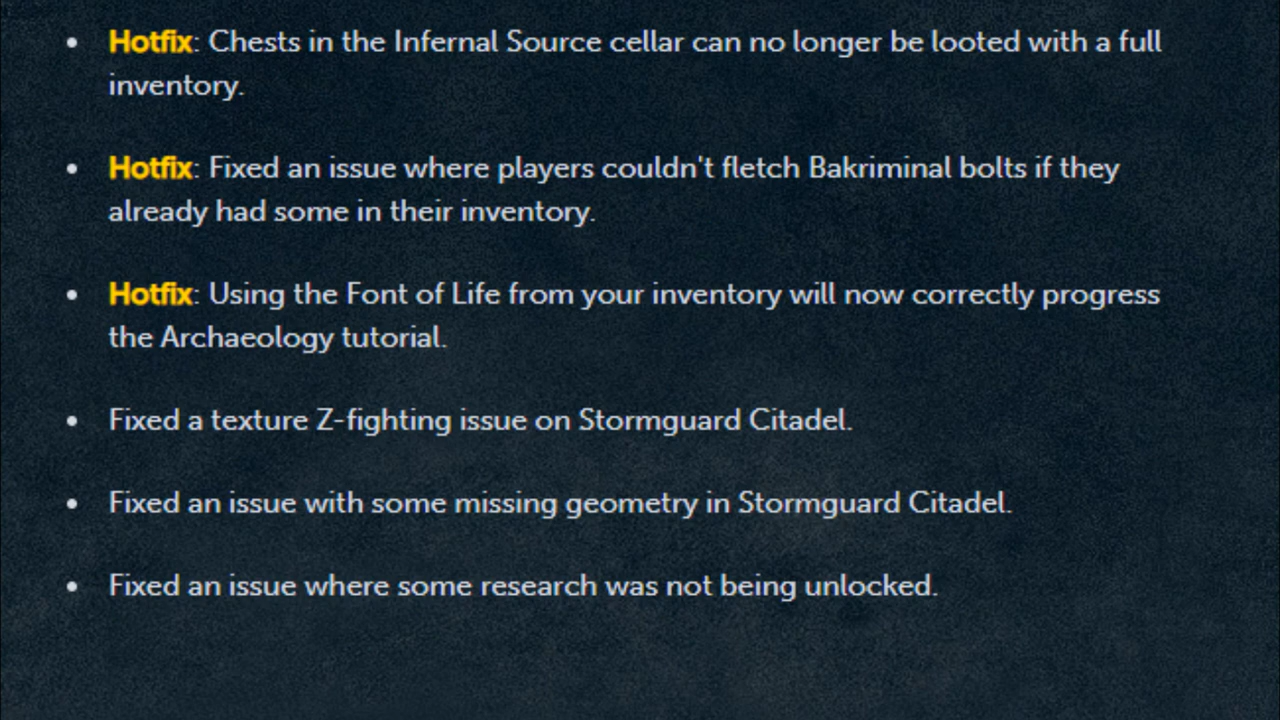 • Hotfix: Chests in the Infernal Source cellar can no longer be looted with a full
inventory.
• Hotfix: Fixed an issue where players couldn't fletch Bakriminal bolts if they
already had some in their inventory.
• Hotfix: Using the Font of Life from your inventory will now correctly progress
the Archaeology tutorial.
• Fixed a texture Z-fighting issue on Stormguard Citadel.
• Fixed an issue with some missing geometry in Stormguard Citadel.
• Fixed an issue where some research was not being unlocked.